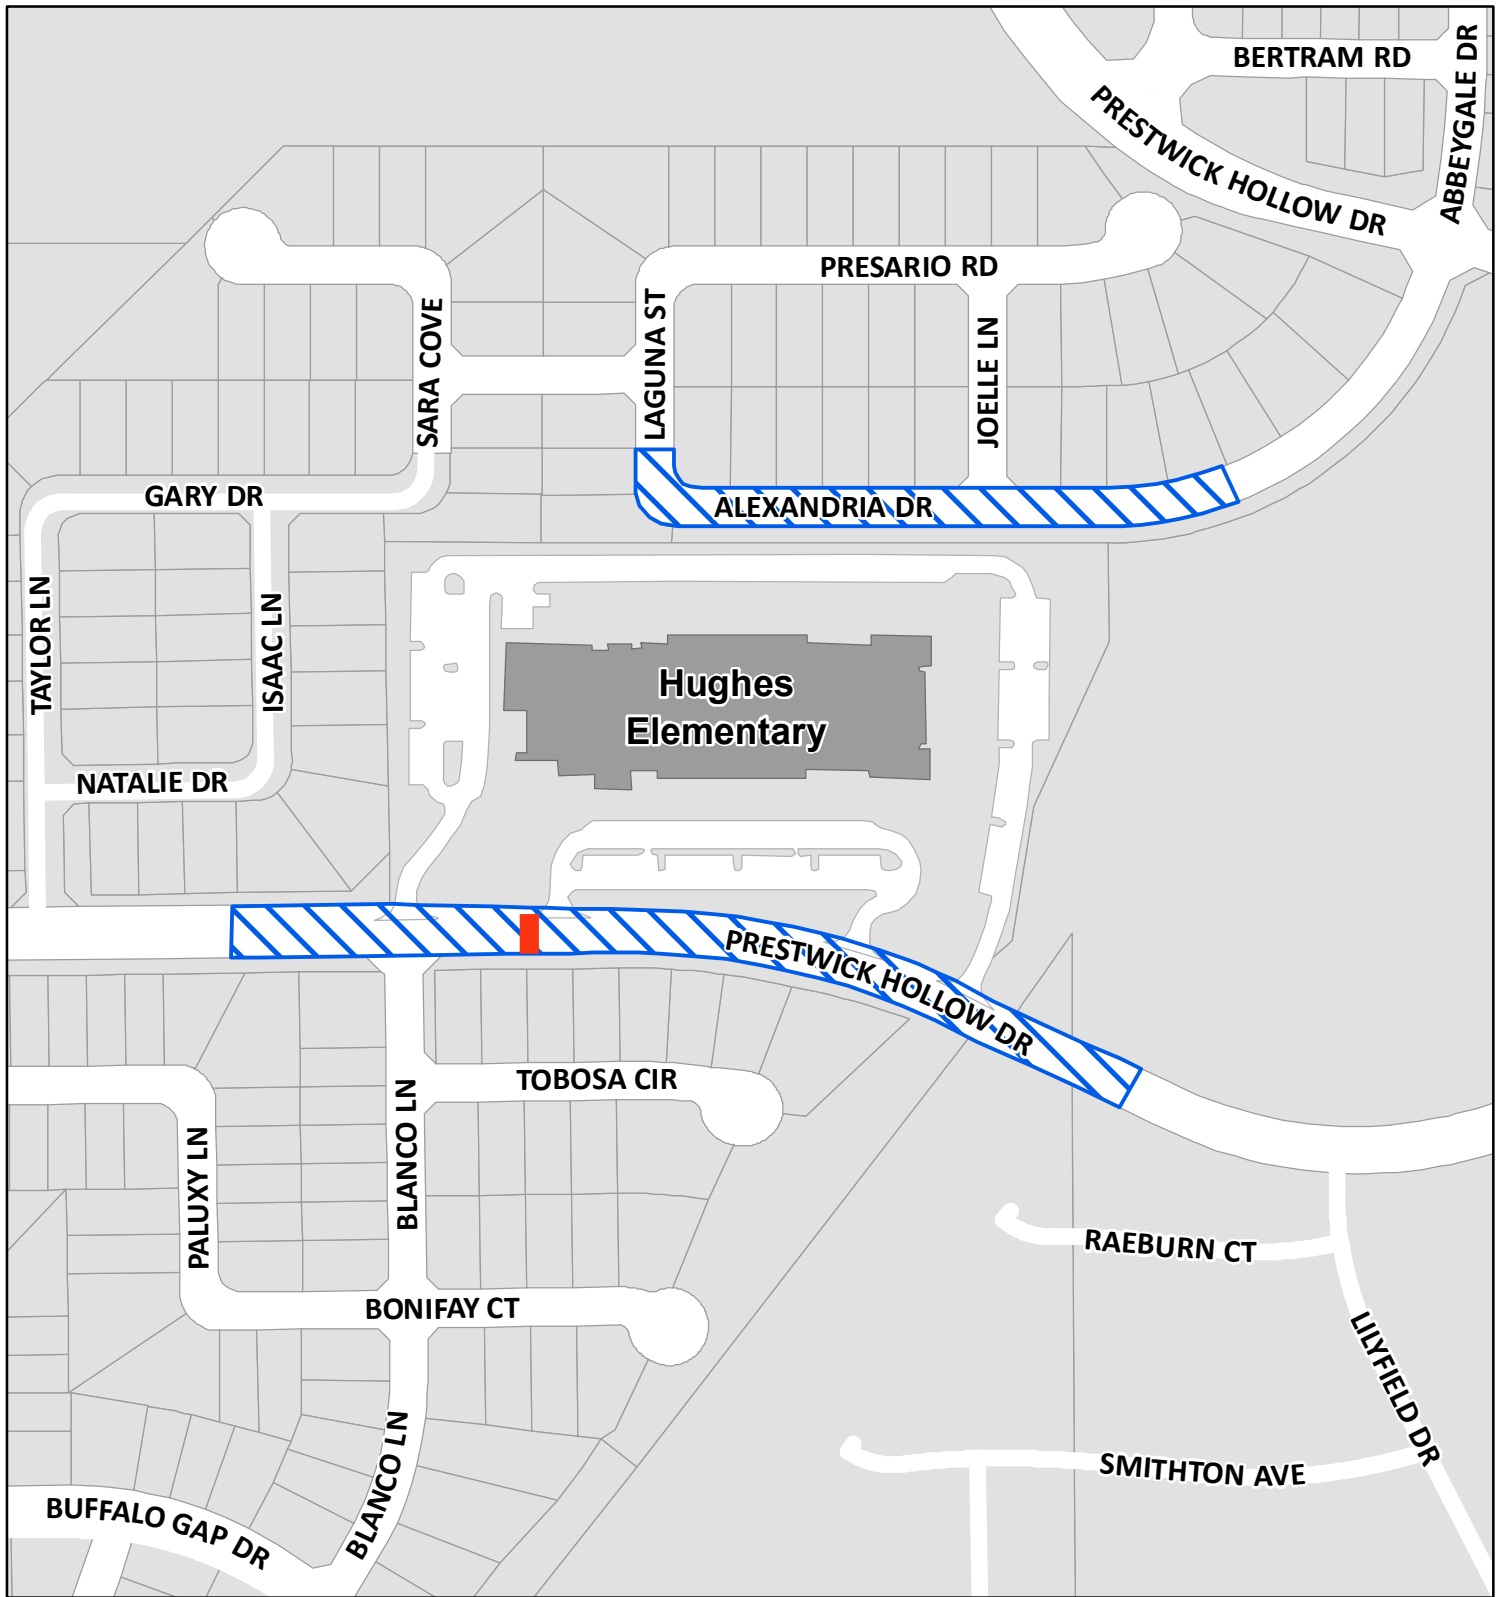 BERTRAM RD
ABBEYGALE DR
PRESTWICK HOLLOW DR
PRESARIO RD
SARA COVE
LAGUNA ST
JOELLE LN
GARY DR
ALEXANDRIA DR
TAYLOR LN
ISAAC LN
Hughes
Elementary
NATALIE DR
PRESTWICK HOLLOW DR
TOBOSA CIR
BLANCO LN
PALUXY LN
RAEBURN CT
BONIFAY CT
LILYFIELD DR
BLANCO LN
SMITHTON AVE
BUFFALO GAP DR